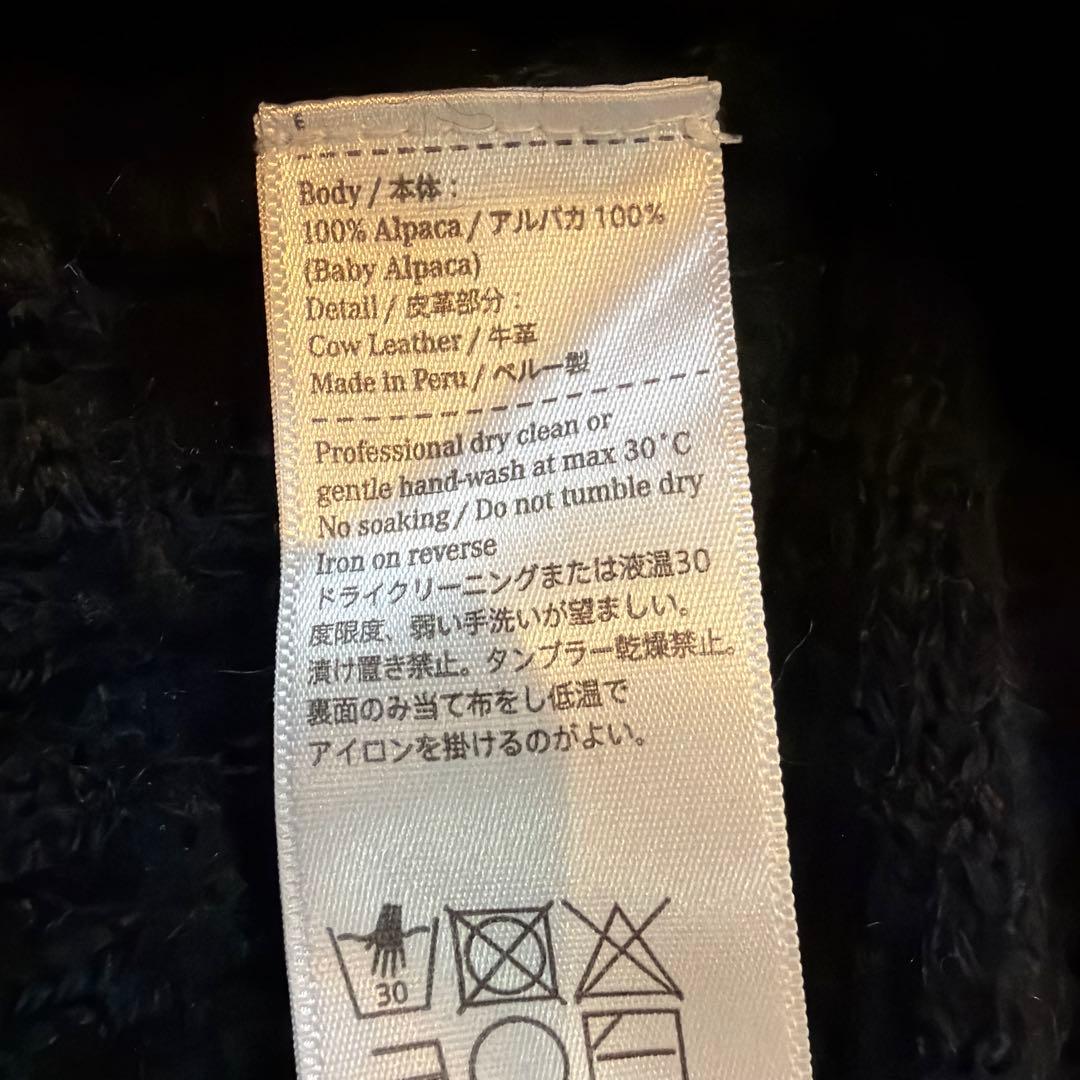 Body / 本体 :
100% Alpaca / アルパカ 100%
(Baby Alpaca)
Detail / 皮革部分 :
Cow Leather / 牛革
Made in Peru / ペルー製
Professional dry clean or
gentle hand-wash at max 30°C
No soaking / Do not tumble dry
Iron on reverse
ドライクリーニングまたは液温30
度限度、弱い手洗いが望ましい。
漬け置き禁止。タンブラー乾燥禁止。
裏面のみ当て布をし低温で
アイロンを掛けるのがよい。
30